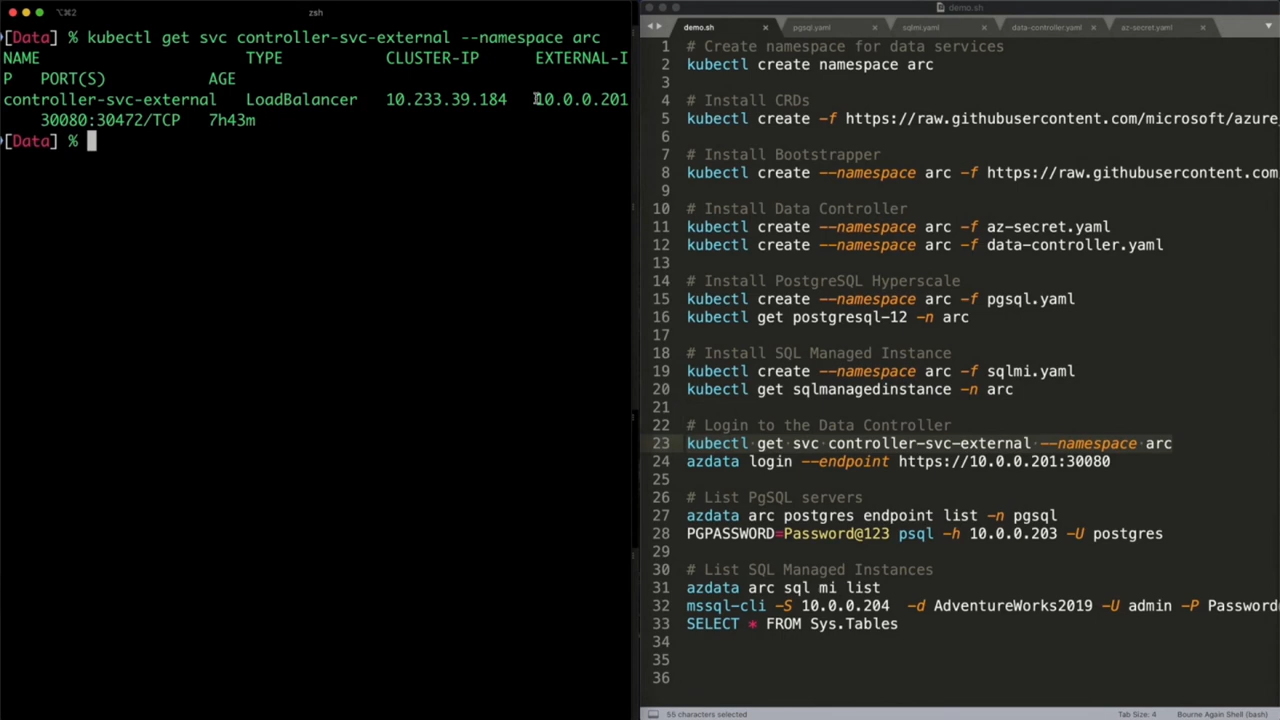 ⌥⌘2
zsh
[Data] % kubectl get svc controller-svc-external --namespace arc
NAME TYPE CLUSTER-IP EXTERNAL-I
P PORT(S) AGE
controller-svc-external LoadBalancer 10.233.39.184 10.0.0.201
30080:30472/TCP 7h43m
[Data] %
demo.sh
demo.sh × pgsql.yaml × sqlmi.yaml × data-controller.yaml × az-secret.yaml ×
1 # Create namespace for data services
2 kubectl create namespace arc
3
4 # Install CRDs
5 kubectl create -f https://raw.githubusercontent.com/microsoft/azure
6
7 # Install Bootstrapper
8 kubectl create --namespace arc -f https://raw.githubusercontent.com
9
10 # Install Data Controller
11 kubectl create --namespace arc -f az-secret.yaml
12 kubectl create --namespace arc -f data-controller.yaml
13
14 # Install PostgreSQL Hyperscale
15 kubectl create --namespace arc -f pgsql.yaml
16 kubectl get postgresql-12 -n arc
17
18 # Install SQL Managed Instance
19 kubectl create --namespace arc -f sqlmi.yaml
20 kubectl get sqlmanagedinstance -n arc
21
22 # Login to the Data Controller
23 kubectl get svc controller-svc-external --namespace arc
24 azdata login --endpoint https://10.0.0.201:30080
25
26 # List PgSQL servers
27 azdata arc postgres endpoint list -n pgsql
28 PGPASSWORD=Password@123 psql -h 10.0.0.203 -U postgres
29
30 # List SQL Managed Instances
31 azdata arc sql mi list
32 mssql-cli -S 10.0.0.204 -d AdventureWorks2019 -U admin -P Password
33 SELECT * FROM Sys.Tables
34
35
36
55 characters selected
Tab Size: 4
Bourne Again Shell (bash)